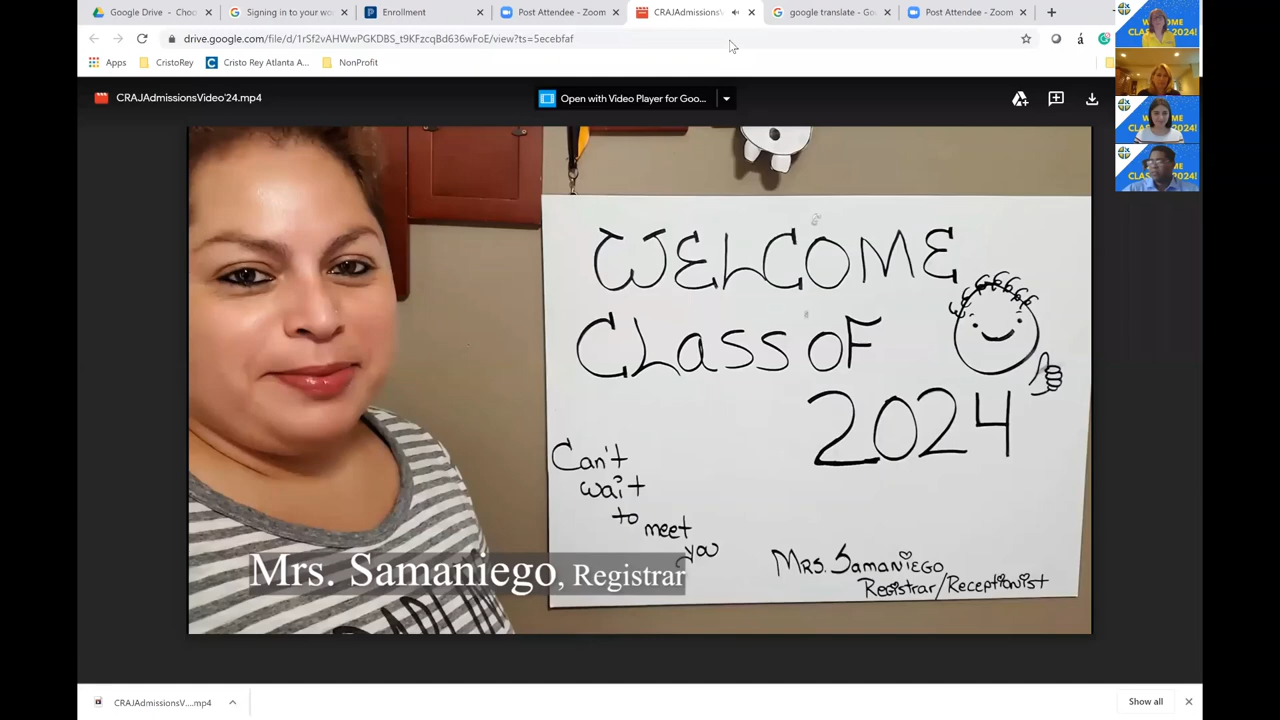 Google Drive - Choo
Signing in to your wo
Enrollment
Post Attendee - Zoom
CRAJAdmissionsV
google translate - Go
Post Attendee - Zoom
drive.google.com/file/d/1rSf2vAHWwPGKDBS_t9KFzcqBd636wFoE/view?ts=5ecebfaf
Apps
CristoRey
Cristo Rey Atlanta A...
NonProfit
CRAJAdmissionsVideo'24.mp4
Open with Video Player for Goo...
WELCOME
CLass oF
2024
Can't
wait
to
meet
you
Mrs. Samaniego
Registrar/Receptionist
Mrs. Samaniego, Registrar
CRAJAdmissionsV....mp4
Show all